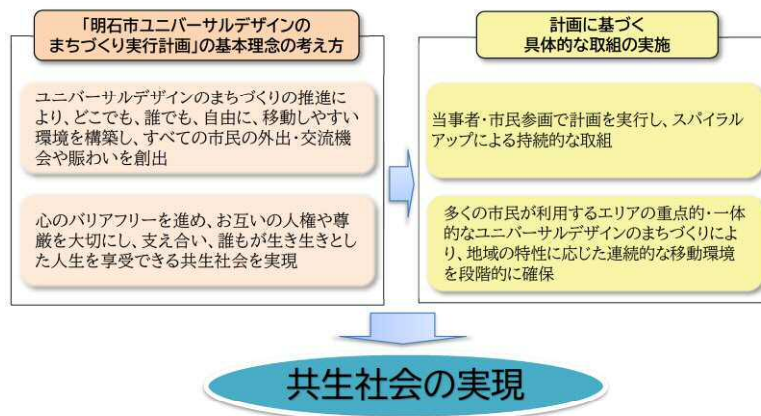 「明石市ユニバーサルデザインの
まちづくり実行計画」の基本理念の考え方
ユニバーサルデザインのまちづくりの推進に
より、どこでも、誰でも、自由に、移動しやすい
環境を構築し、すべての市民の外出・交流機
会や賑わいを創出
心のバリアフリーを進め、お互いの人権や尊
厳を大切にし、支え合い、誰もが生き生きとし
た人生を享受できる共生社会を実現
計画に基づく
具体的な取組の実施
当事者・市民参画で計画を実行し、スパイラル
アップによる持続的な取組
多くの市民が利用するエリアの重点的・一体
的なユニバーサルデザインのまちづくりによ
り、地域の特性に応じた連続的な移動環境
を段階的に確保
共生社会の実現